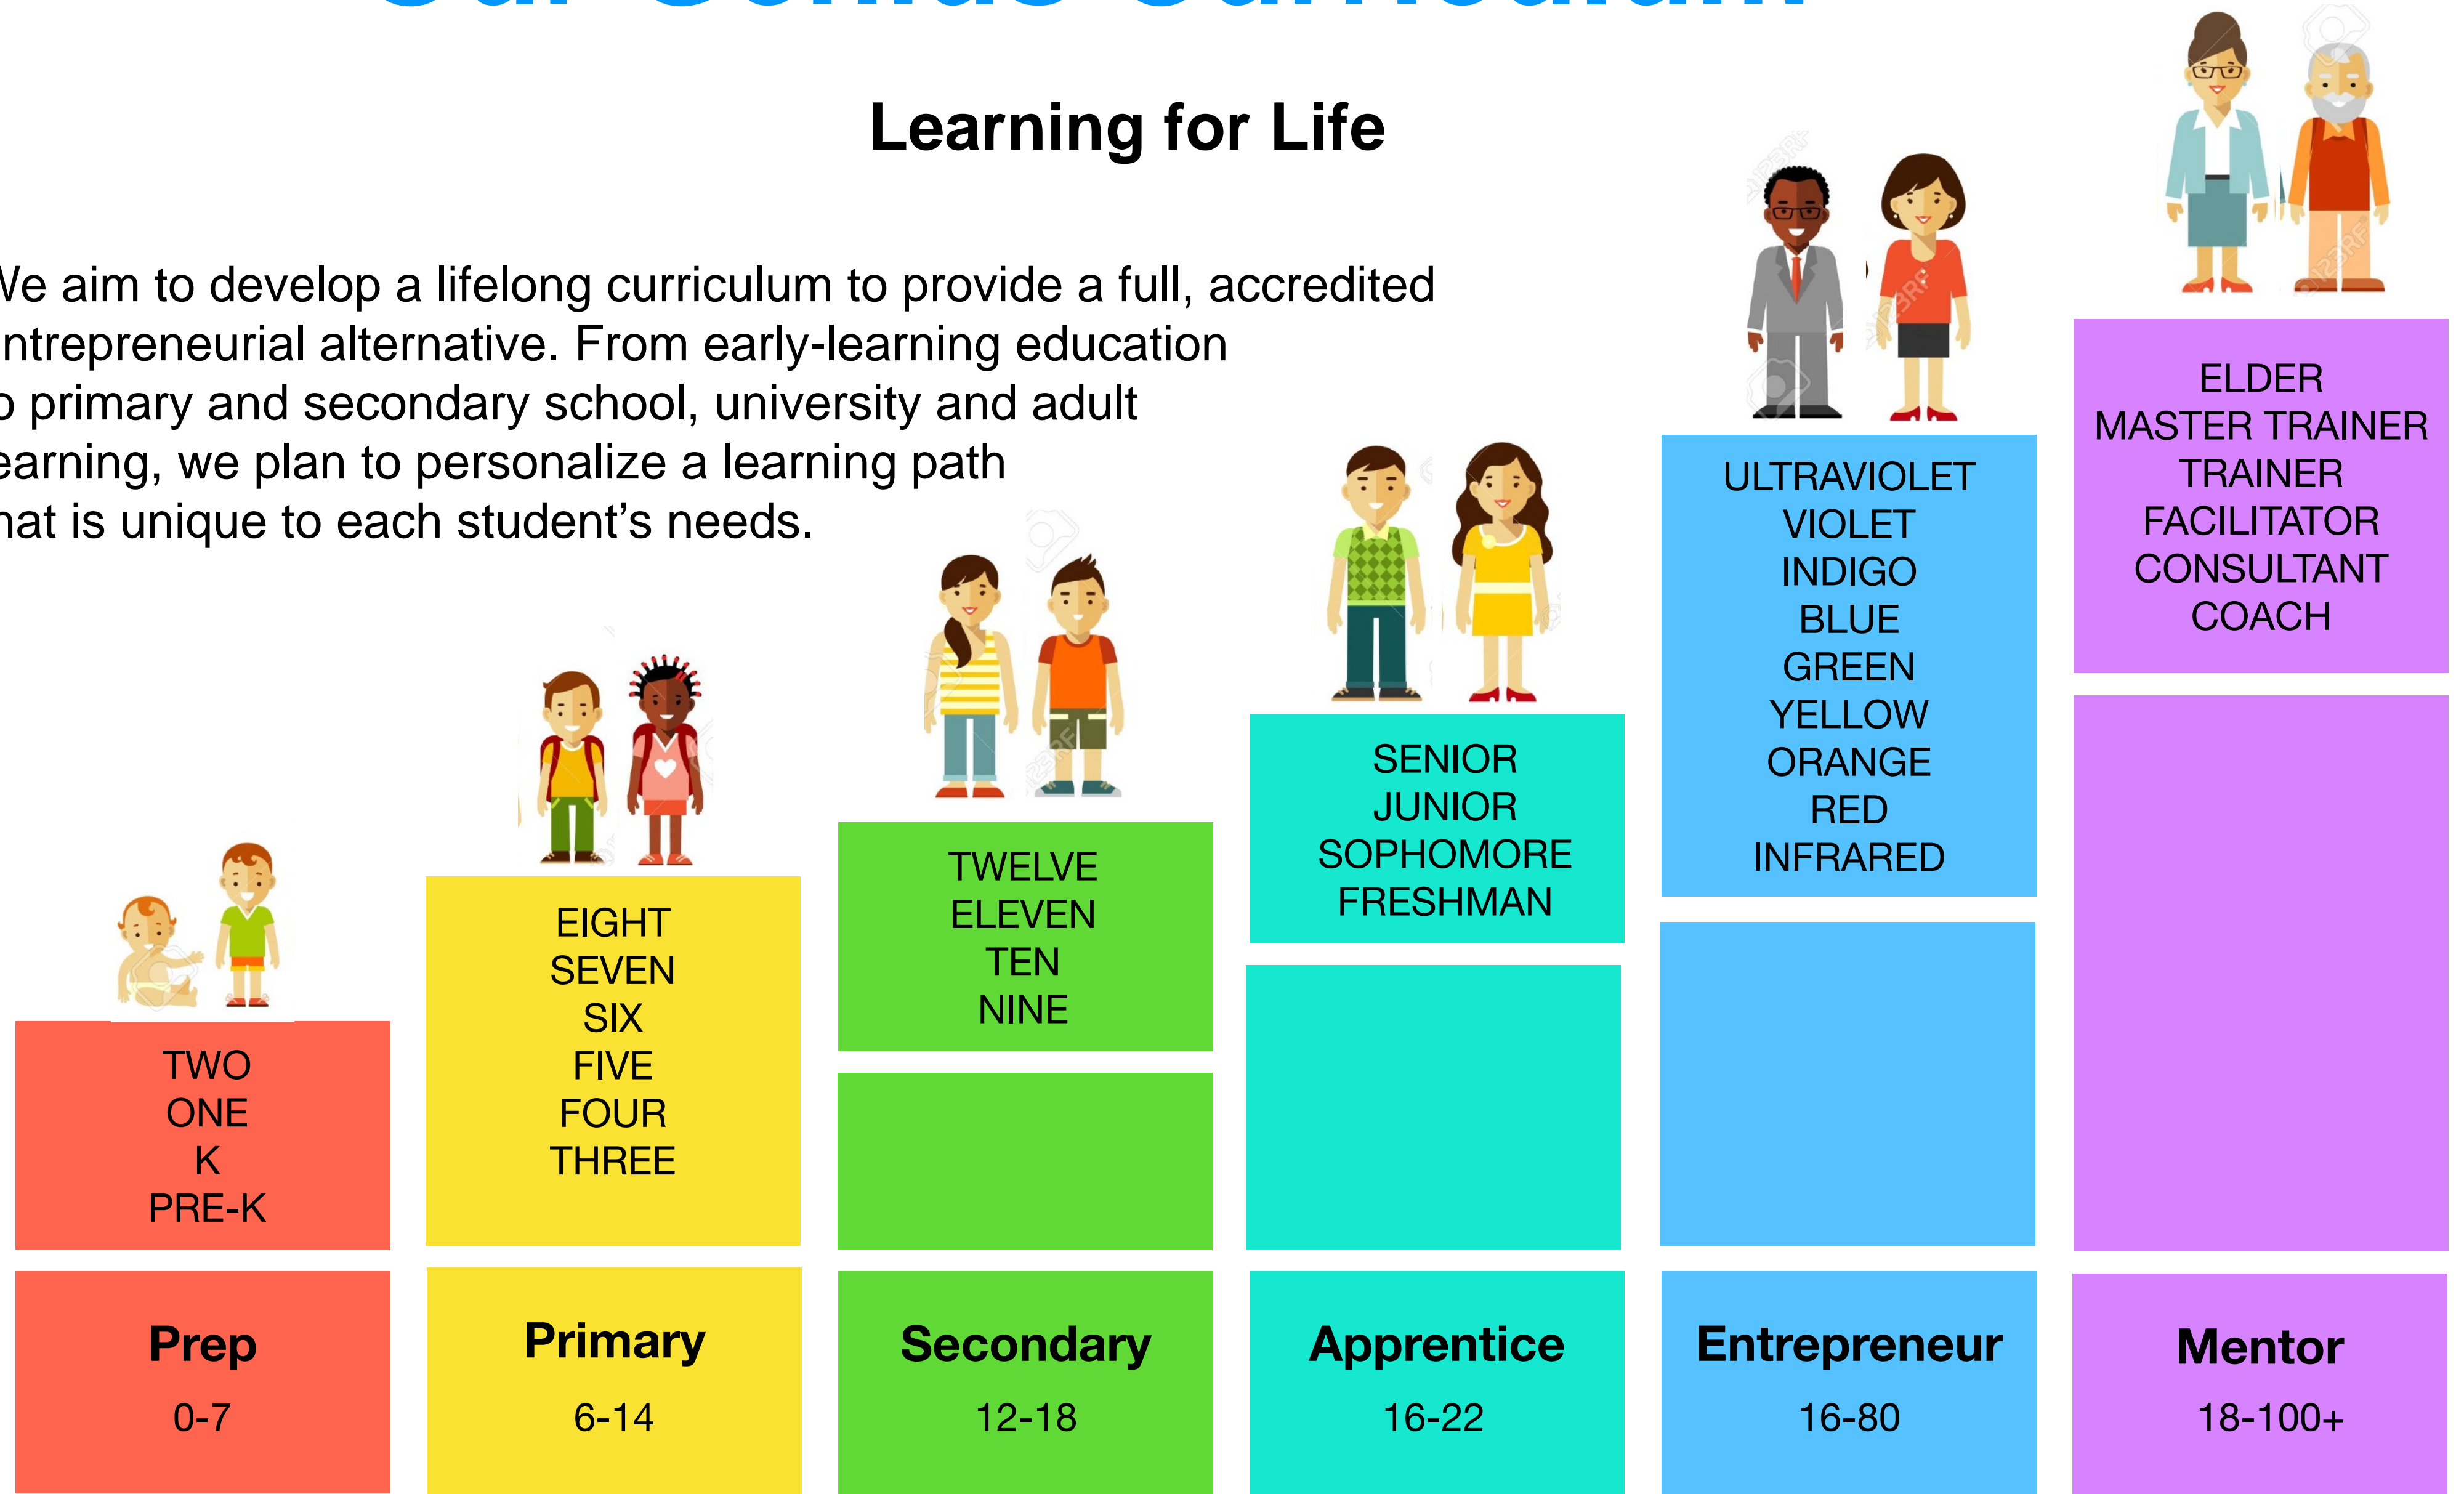 Our Genius Curriculum
Learning for Life
We aim to develop a lifelong curriculum to provide a full, accredited
ntrepreneurial alternative. From early-learning education
o primary and secondary school, university and adult
earning, we plan to personalize a learning path
hat is unique to each student’s needs.
TWO
ONE
K
PRE-K
Prep
0-7
EIGHT
SEVEN
SIX
FIVE
FOUR
THREE
Primary
6-14
TWELVE
ELEVEN
TEN
NINE
Secondary
12-18
SENIOR
JUNIOR
SOPHOMORE
FRESHMAN
Apprentice
16-22
ULTRAVIOLET
VIOLET
INDIGO
BLUE
GREEN
YELLOW
ORANGE
RED
INFRARED
Entrepreneur
16-80
ELDER
MASTER TRAINER
TRAINER
FACILITATOR
CONSULTANT
COACH
Mentor
18-100+